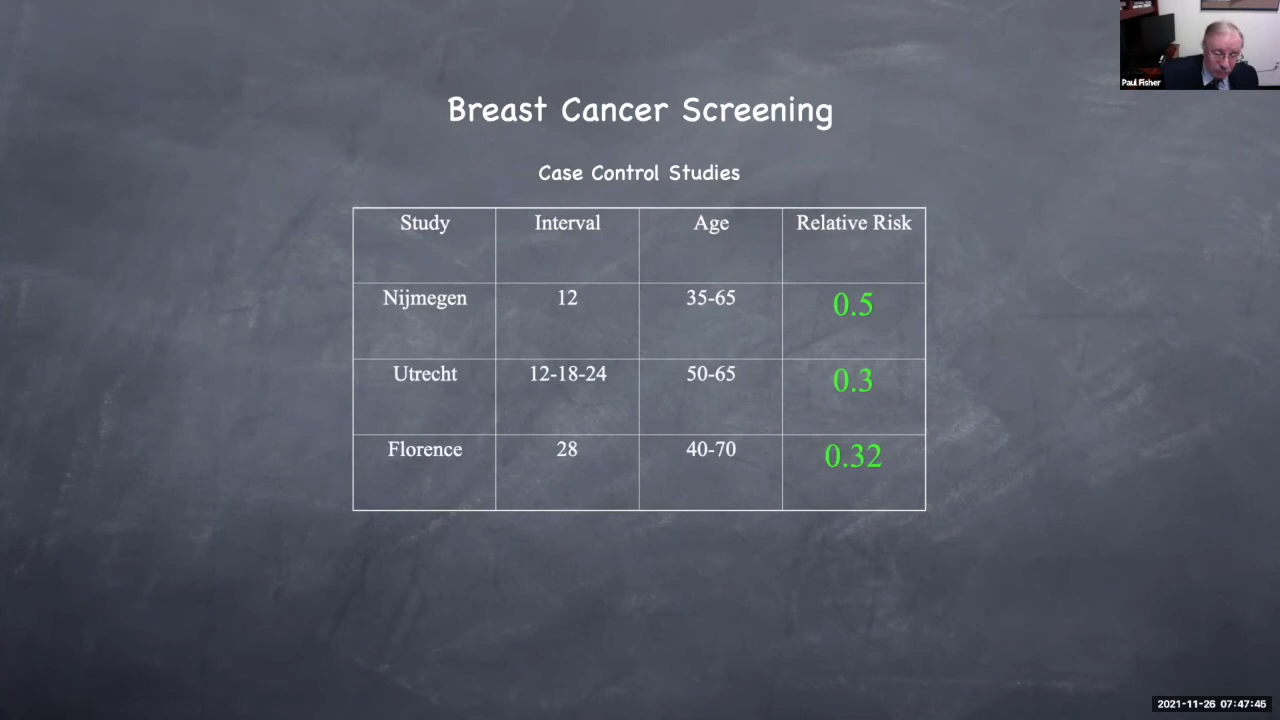 Paul Fisher
Breast Cancer Screening
Case Control Studies
Study Interval Age Relative Risk
Nijmegen 12 35-65 0.5
Utrecht 12-18-24 50-65 0.3
Florence 28 40-70 0.32
2021-11-26 07:47:45